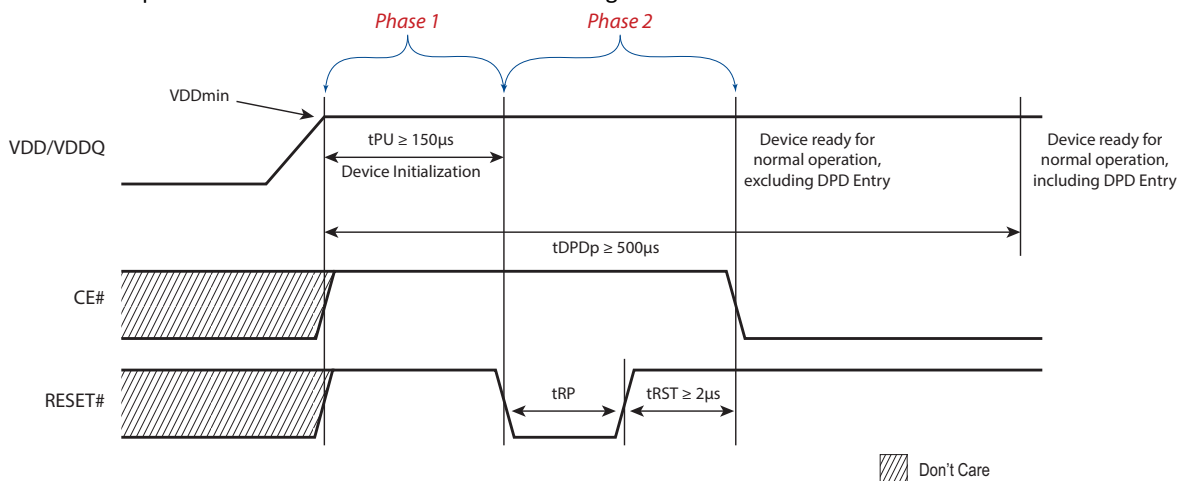 Phase 1
Phase 2
VDDmin
VDD/VDDQ
tPU ≥ 150µs
Device Initialization
Device ready for
normal operation,
excluding DPD Entry
Device ready for
normal operation,
including DPD Entry
tDPDp ≥ 500µs
CE#
RESET#
tRP
tRST ≥ 2µs
Don't Care